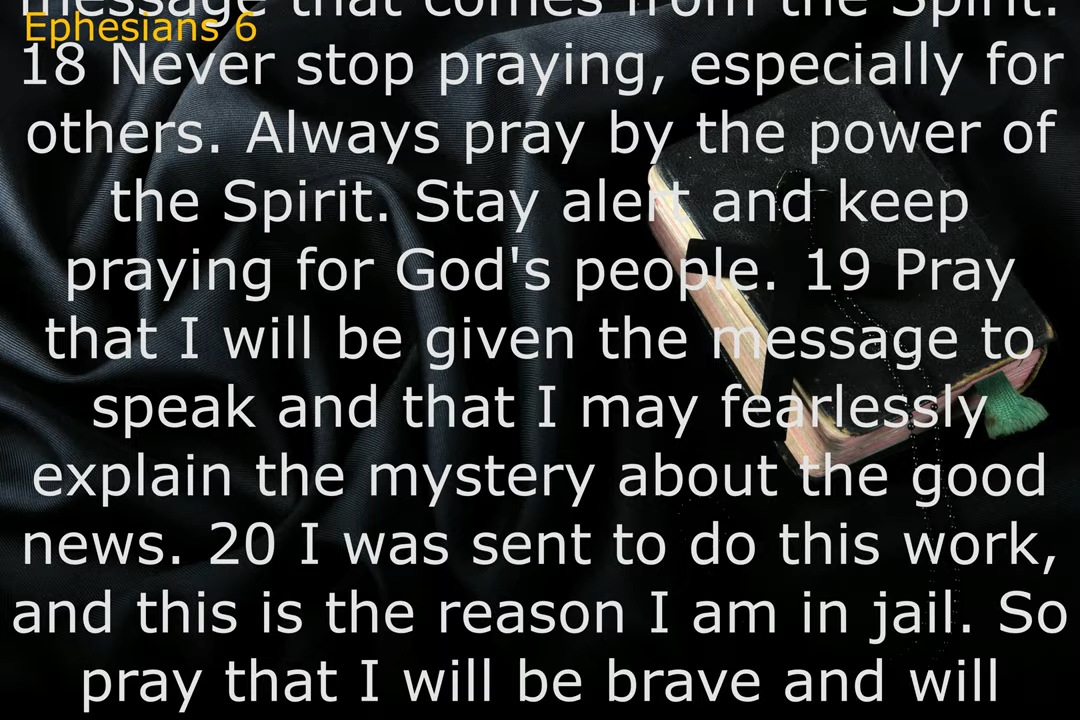 message that comes from the Spirit.
Ephesians 6
18 Never stop praying, especially for
others. Always pray by the power of
the Spirit. Stay alert and keep
praying for God's people. 19 Pray
that I will be given the message to
speak and that I may fearlessly
explain the mystery about the good
news. 20 I was sent to do this work,
and this is the reason I am in jail. So
pray that I will be brave and will